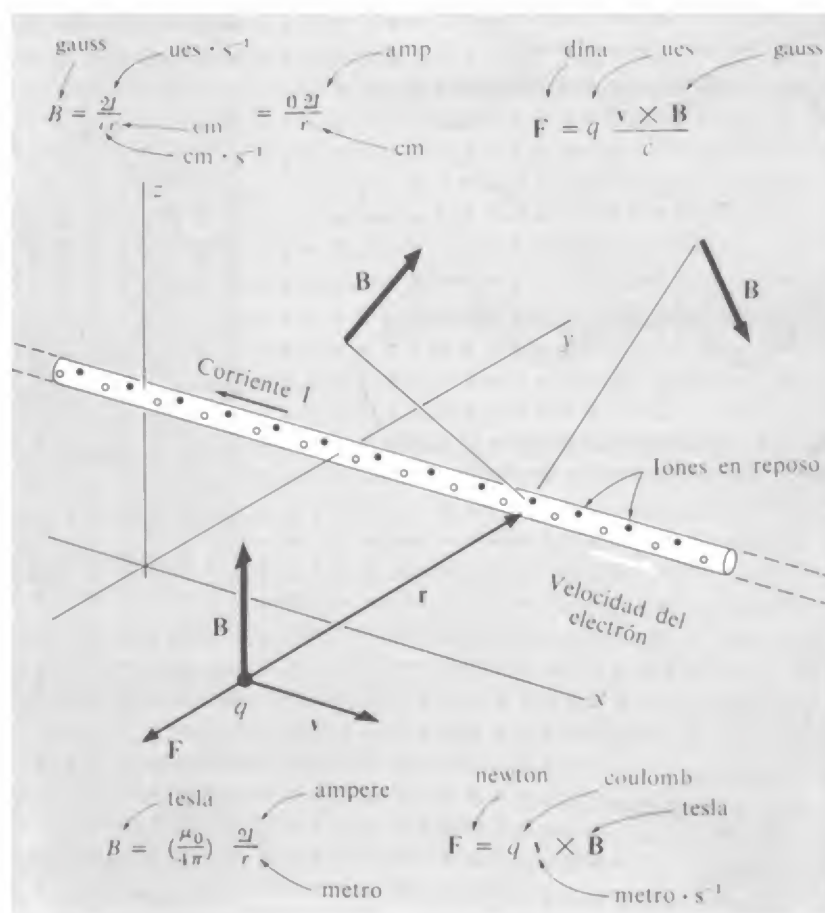 gauss ues · s⁻¹ amp dina ues gauss
B = 2I/cr = 0.2I/r F = q v × B/c
cm cm
cm · s⁻¹
z
B B
y
Corriente I
Iones en reposo
Velocidad del
electrón
r
B
q
v
x
F
newton coulomb
tesla ampere tesla
B = (μ₀/4π) 2I/r F = q v × B
metro metro · s⁻¹